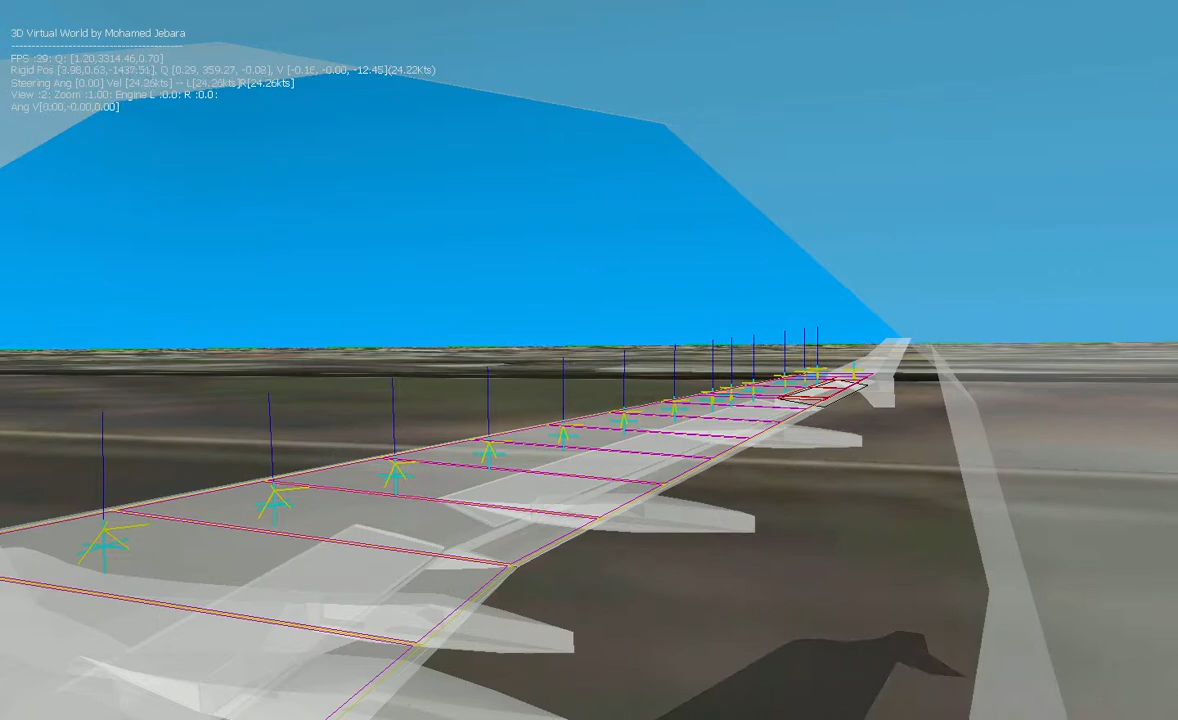 3D Virtual World by Mohamed Jebara
------------------------------------------
FPS :39: Q: [1.20,3314.46,0.70]
Rigid Pos [3.98,0.63,-1437.51], Q [0.29, 359.27, -0.08], V [-0.16, -0.00, -12.45](24.22kts)
Steering Ang [0.00] Vel [24.26kts] -- L[24.26kts]R[24.26kts]
View :2: Zoom :1.00: Engine L :0.0: R :0.0:
Ang V[0.00,-0.00,0.00]